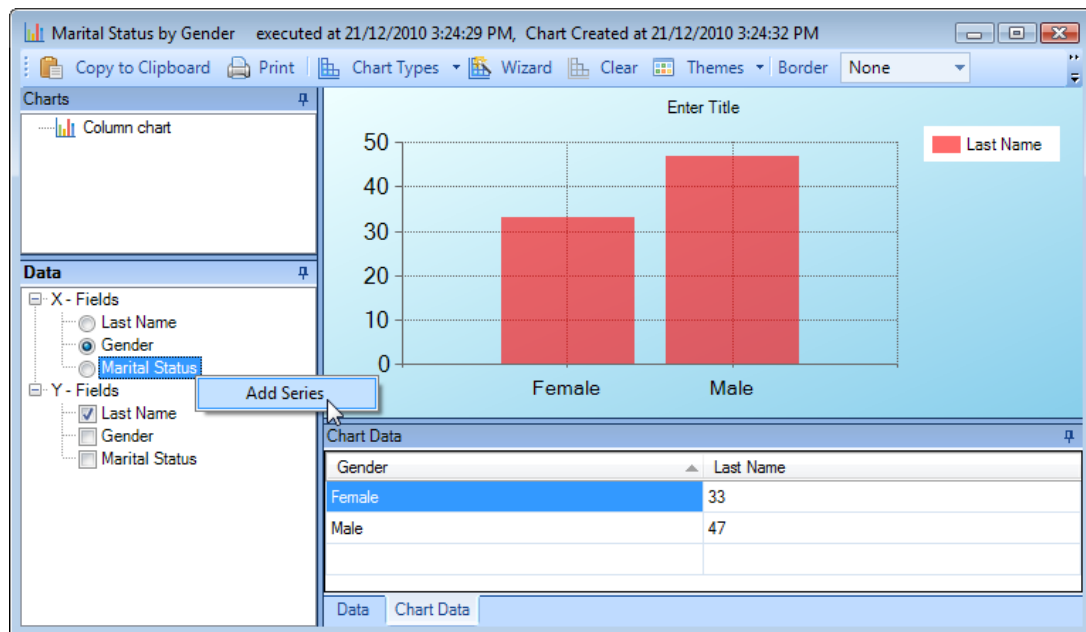 Marital Status by Gender executed at 21/12/2010 3:24:29 PM, Chart Created at 21/12/2010 3:24:32 PM
Copy to Clipboard Print Chart Types Wizard Clear Themes Border None
Charts
Column chart
Data
X - Fields
Last Name
Gender
Marital Status
Add Series
Y - Fields
Last Name
Gender
Marital Status
Enter Title
50
40
30
20
10
0
Female Male
Last Name
Chart Data
Gender Last Name
Female 33
Male 47
Data Chart Data